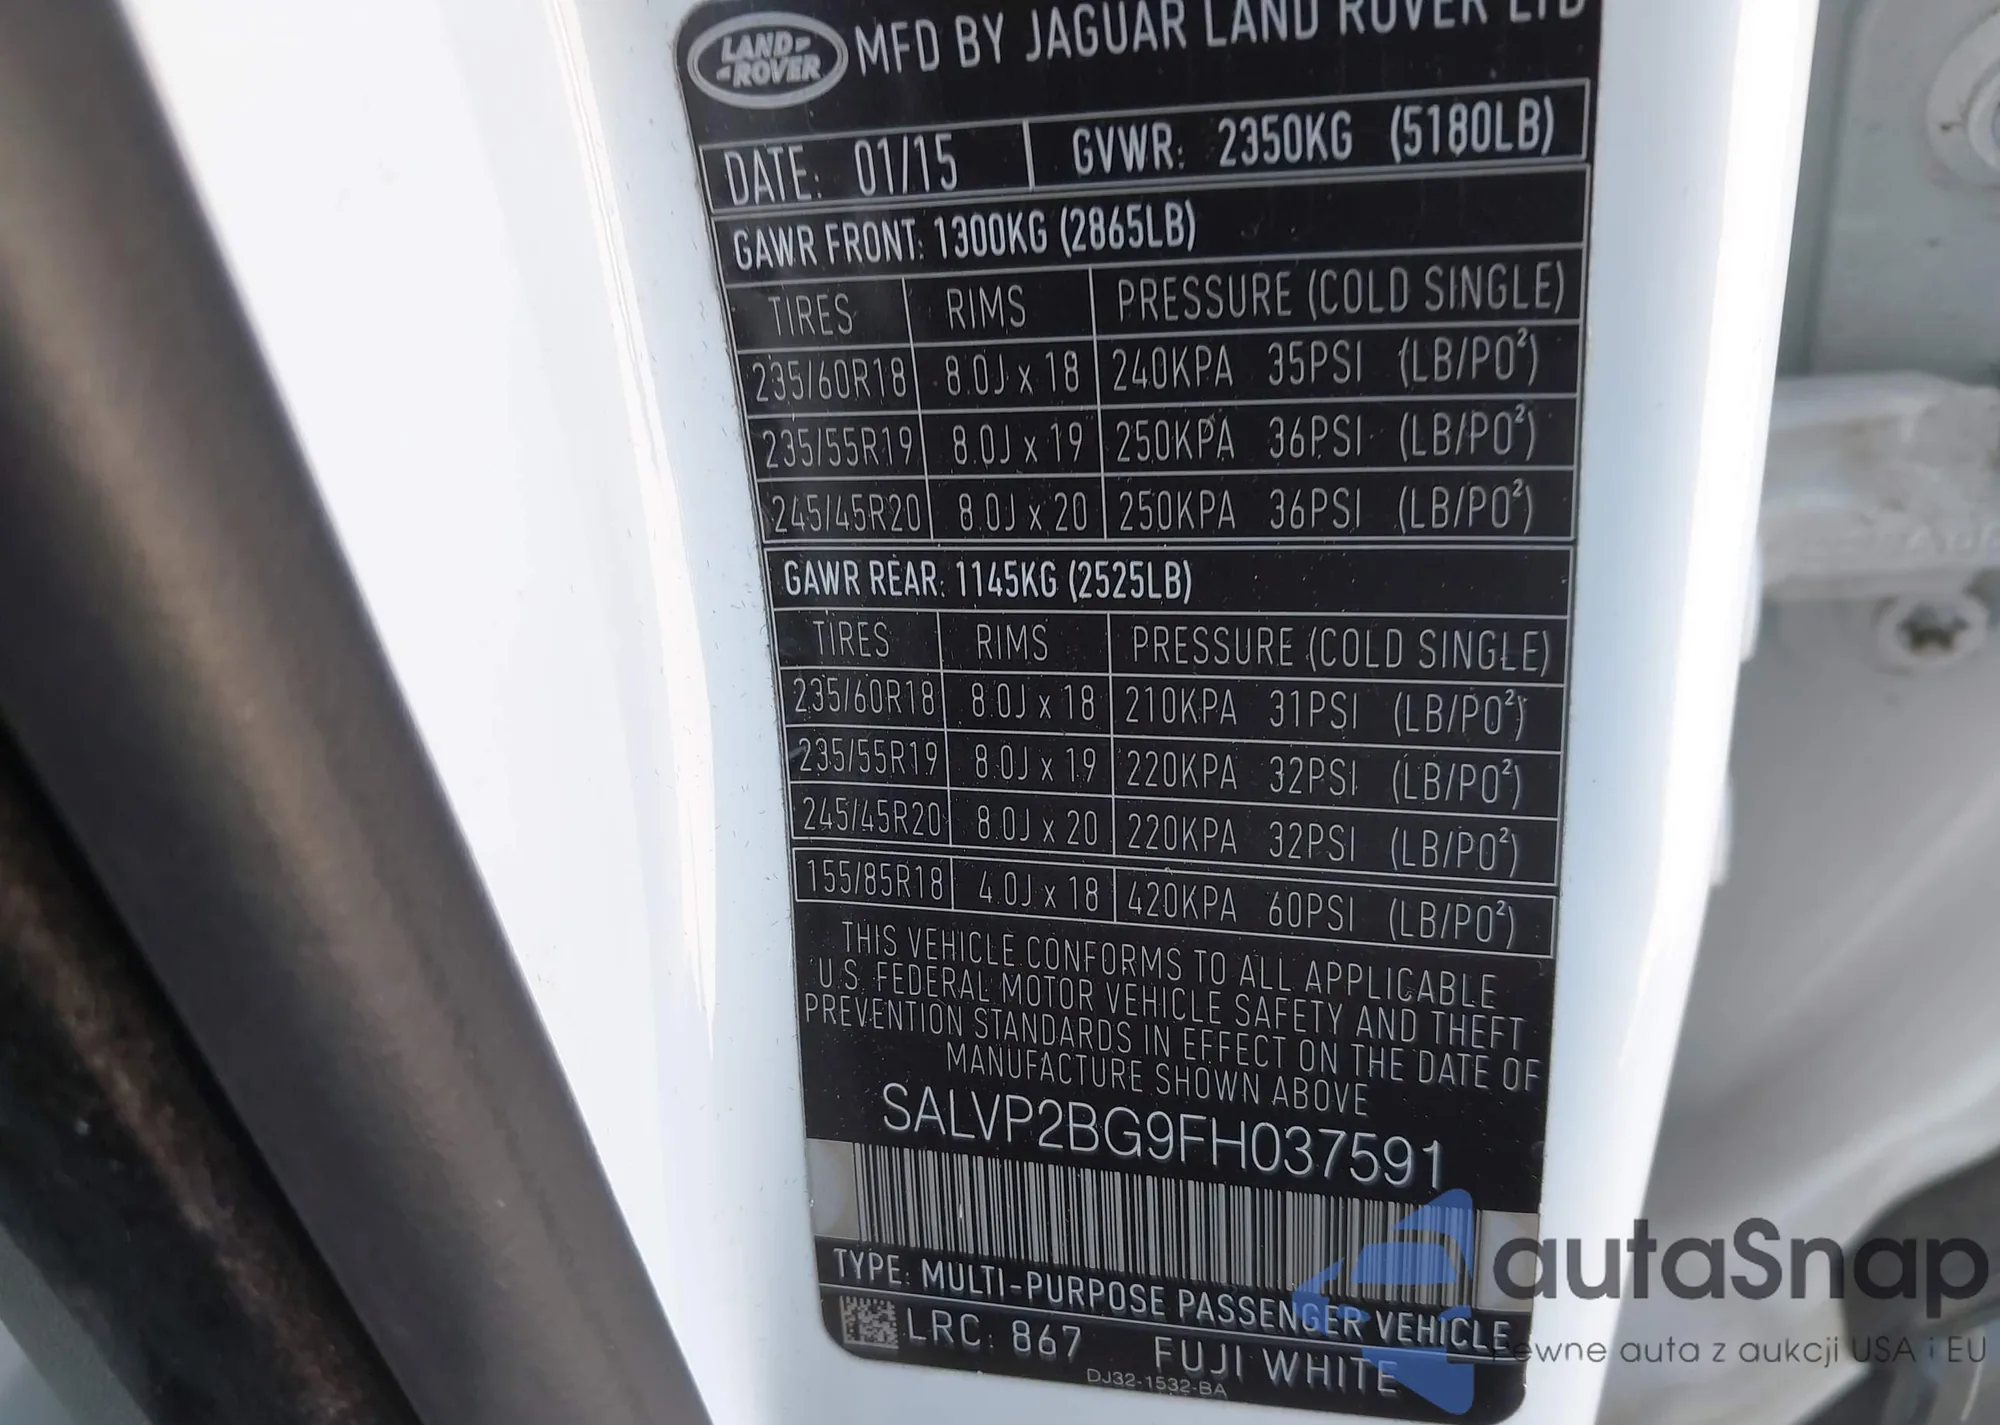 LAND ROVER MFD BY JAGUAR LAND ROVER LTD
DATE: 01/15 GVWR: 2350KG (5180LB)
GAWR FRONT: 1300KG (2865LB)
TIRES RIMS PRESSURE (COLD SINGLE)
235/60R18 8.0J x 18 240KPA 35PSI (LB/PO²)
235/55R19 8.0J x 19 250KPA 36PSI (LB/PO²)
245/45R20 8.0J x 20 250KPA 36PSI (LB/PO²)
GAWR REAR: 1145KG (2525LB)
TIRES RIMS PRESSURE (COLD SINGLE)
235/60R18 8.0J x 18 210KPA 31PSI (LB/PO²)
235/55R19 8.0J x 19 220KPA 32PSI (LB/PO²)
245/45R20 8.0J x 20 220KPA 32PSI (LB/PO²)
155/85R18 4.0J x 18 420KPA 60PSI (LB/PO²)
THIS VEHICLE CONFORMS TO ALL APPLICABLE
U.S. FEDERAL MOTOR VEHICLE SAFETY AND THEFT
PREVENTION STANDARDS IN EFFECT ON THE DATE OF
MANUFACTURE SHOWN ABOVE
SALVP2BG9FH037591
TYPE: MULTI-PURPOSE PASSENGER VEHICLE
LRC: 867 FUJI WHITE
DJ32-1532-BA
autaSnap
Pewne auta z aukcji USA i EU